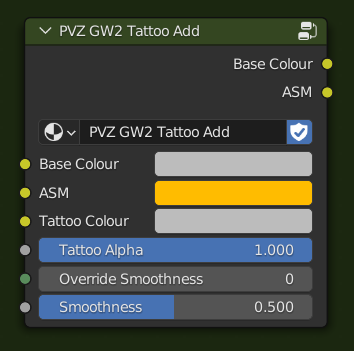 PVZ GW2 Tattoo Add
Base Colour
ASM
PVZ GW2 Tattoo Add
Base Colour
ASM
Tattoo Colour
Tattoo Alpha 1.000
Override Smoothness 0
Smoothness 0.500